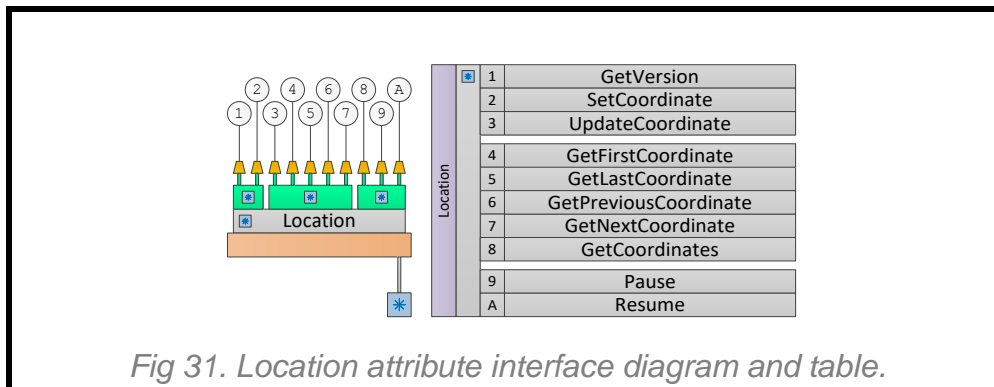 2 4 6 8 A
1 3 5 7 9
Location
Location
1 GetVersion
2 SetCoordinate
3 UpdateCoordinate
4 GetFirstCoordinate
5 GetLastCoordinate
6 GetPreviousCoordinate
7 GetNextCoordinate
8 GetCoordinates
9 Pause
A Resume
Fig 31. Location attribute interface diagram and table.